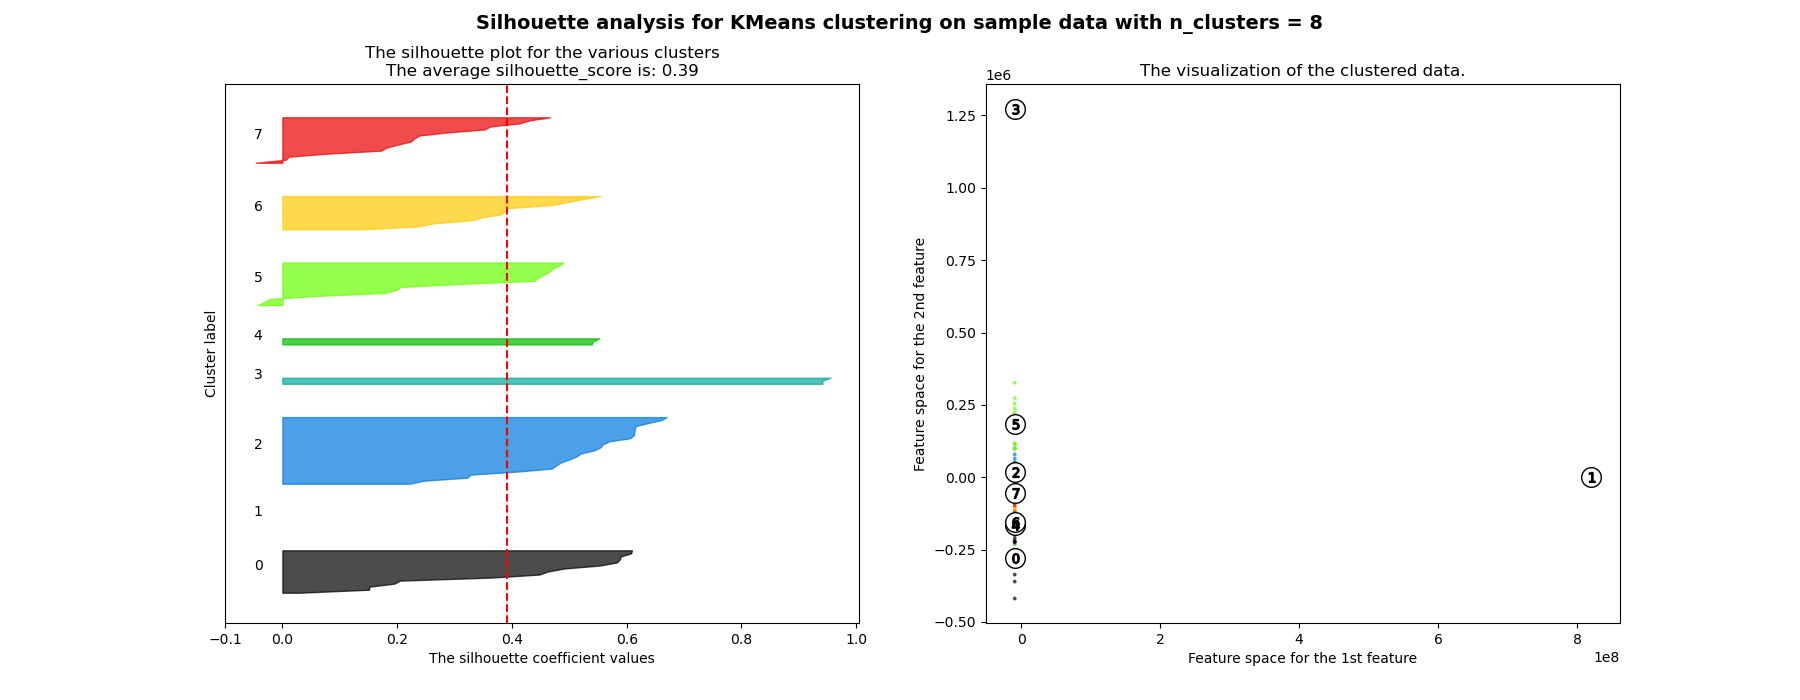 Silhouette analysis for KMeans clustering on sample data with n_clusters = 8
The silhouette plot for the various clusters
The average silhouette_score is: 0.39
7
6
5
4
3
2
1
0
Cluster label
−0.1 0.0 0.2 0.4 0.6 0.8 1.0
The silhouette coefficient values
The visualization of the clustered data.
1e6
1.25
1.00
0.75
0.50
0.25
0.00
−0.25
−0.50
Feature space for the 2nd feature
3
5
2
1
7
6
4
0
0 2 4 6 8
1e8
Feature space for the 1st feature